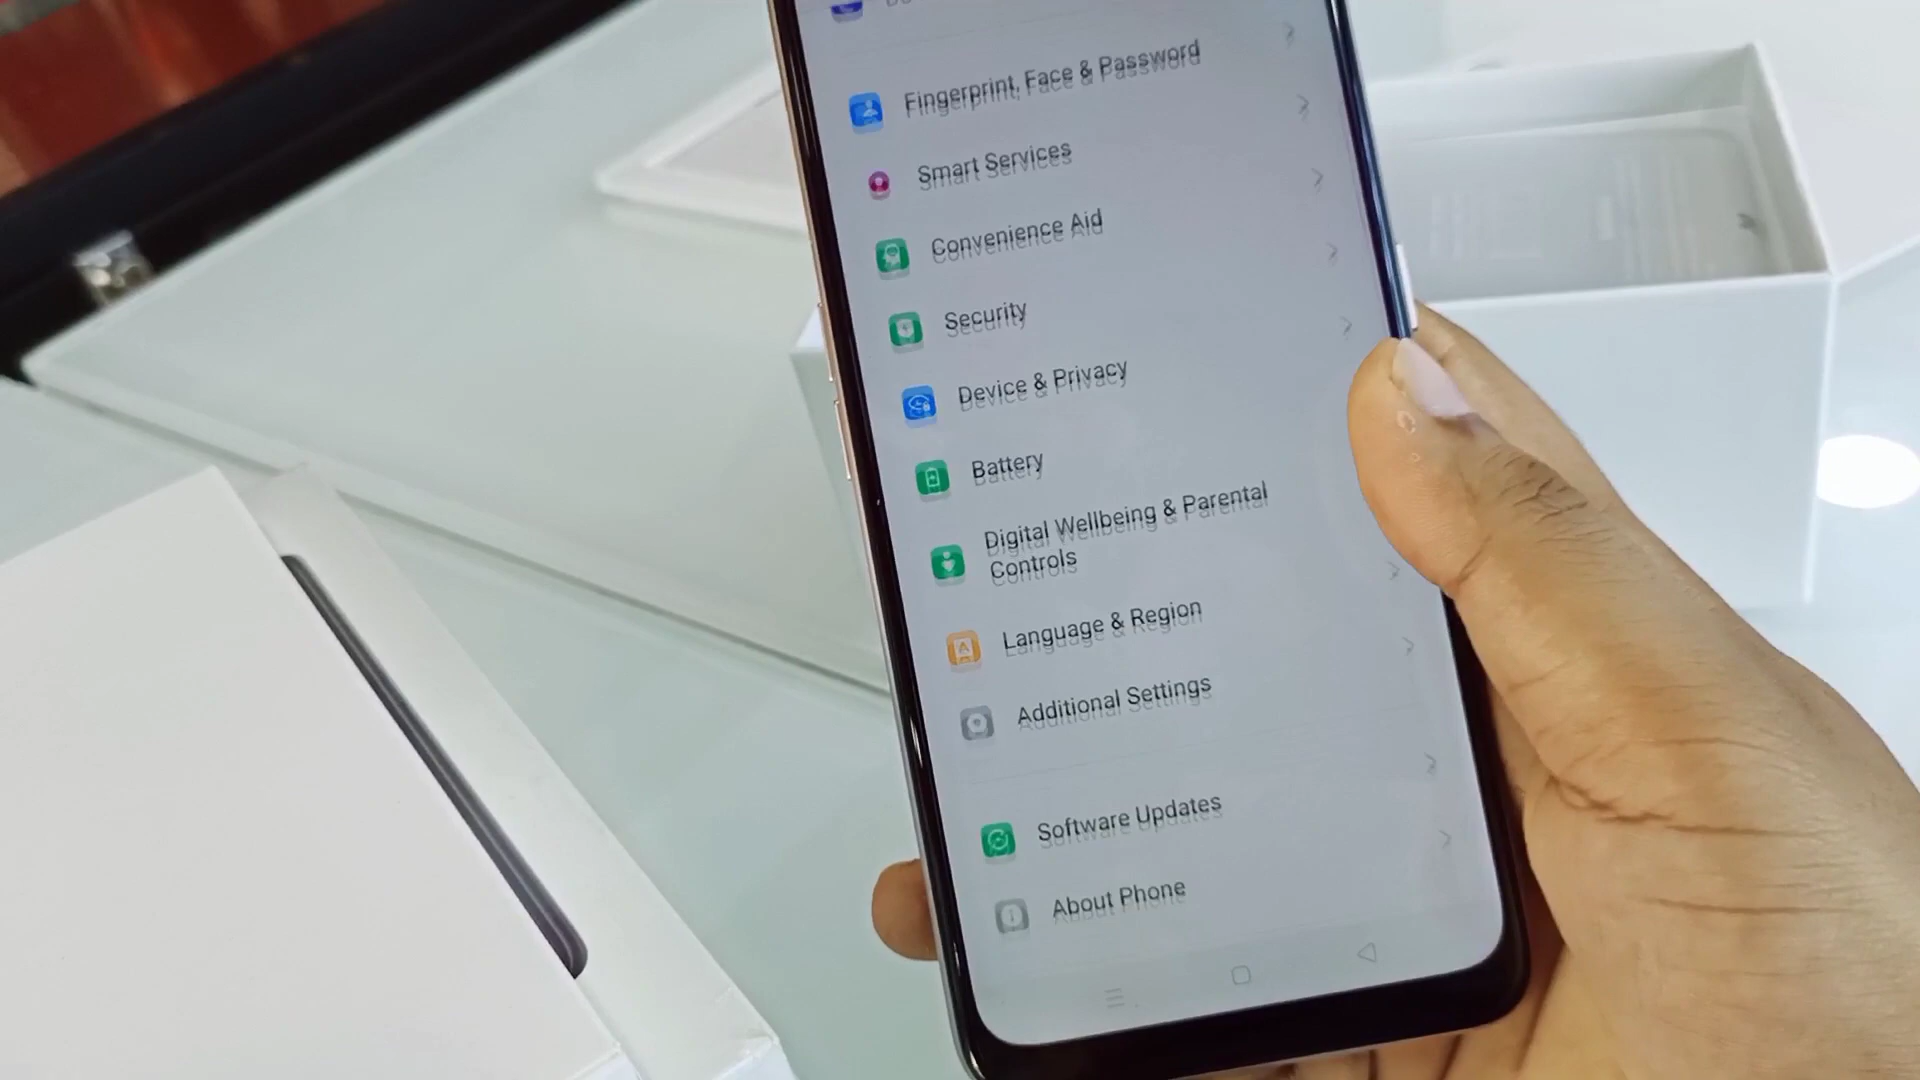 Fingerprint, Face & Password
Smart Services
Convenience Aid
Security
Device & Privacy
Battery
Digital Wellbeing & Parental
Controls
Language & Region
Additional Settings
Software Updates
About Phone